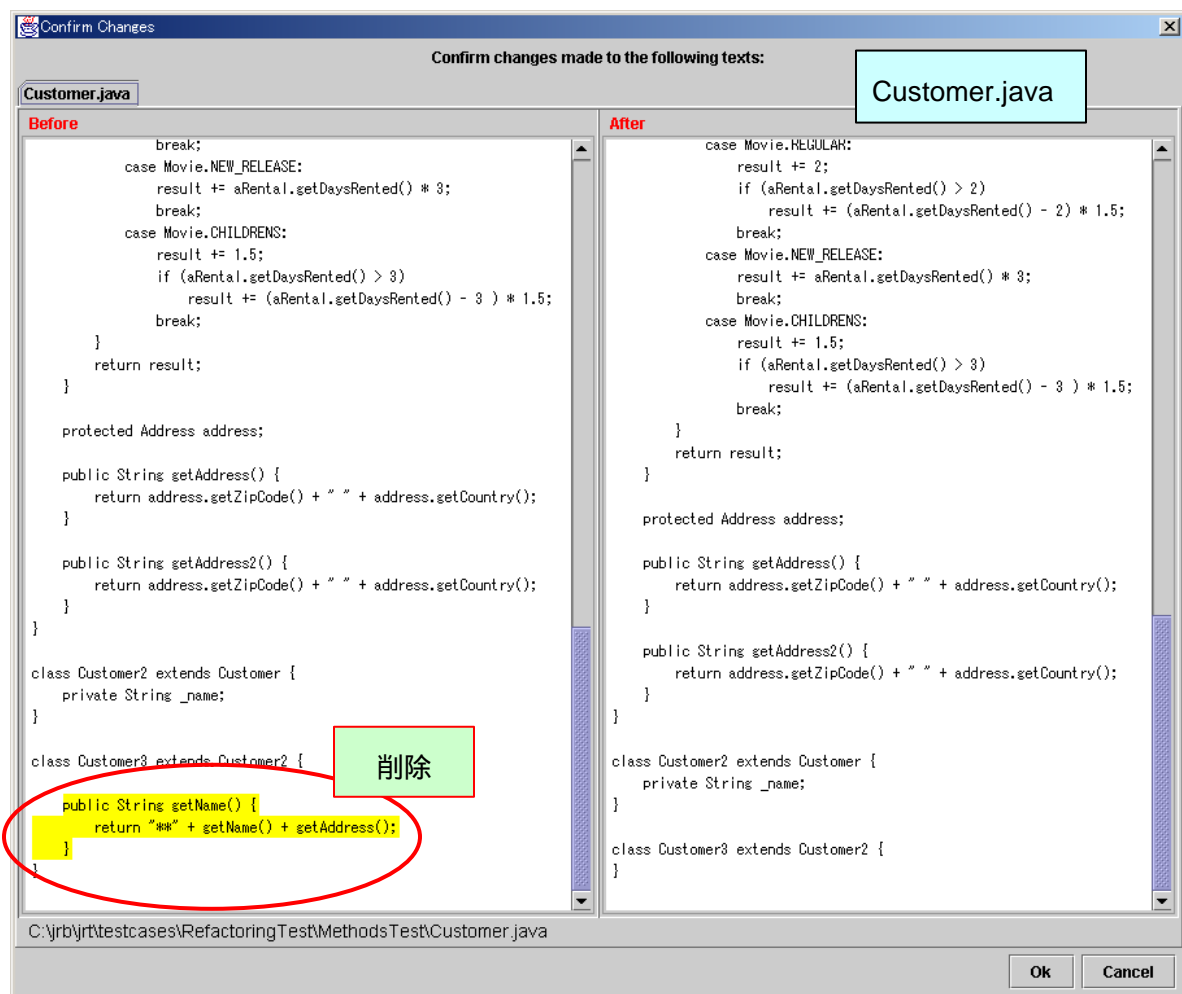 Confirm Changes
Confirm changes made to the following texts:
Customer.java
Customer.java
Before
            break;
        case Movie.NEW_RELEASE:
            result += aRental.getDaysRented() * 3;
            break;
        case Movie.CHILDRENS:
            result += 1.5;
            if (aRental.getDaysRented() > 3)
                result += (aRental.getDaysRented() - 3 ) * 1.5;
            break;
        }
        return result;
    }
    protected Address address;
    public String getAddress() {
        return address.getZipCode() + " " + address.getCountry();
    }
    public String getAddress2() {
        return address.getZipCode() + " " + address.getCountry();
    }
}
class Customer2 extends Customer {
    private String _name;
}
class Customer3 extends Customer2 {
削除
    public String getName() {
        return "**" + getName() + getAddress();
    }
}
After
        case Movie.REGULAR:
            result += 2;
            if (aRental.getDaysRented() > 2)
                result += (aRental.getDaysRented() - 2) * 1.5;
            break;
        case Movie.NEW_RELEASE:
            result += aRental.getDaysRented() * 3;
            break;
        case Movie.CHILDRENS:
            result += 1.5;
            if (aRental.getDaysRented() > 3)
                result += (aRental.getDaysRented() - 3 ) * 1.5;
            break;
        }
        return result;
    }
    protected Address address;
    public String getAddress() {
        return address.getZipCode() + " " + address.getCountry();
    }
    public String getAddress2() {
        return address.getZipCode() + " " + address.getCountry();
    }
}
class Customer2 extends Customer {
    private String _name;
}
class Customer3 extends Customer2 {
}
C:\jrb\jrt\testcases\RefactoringTest\MethodsTest\Customer.java
Ok
Cancel